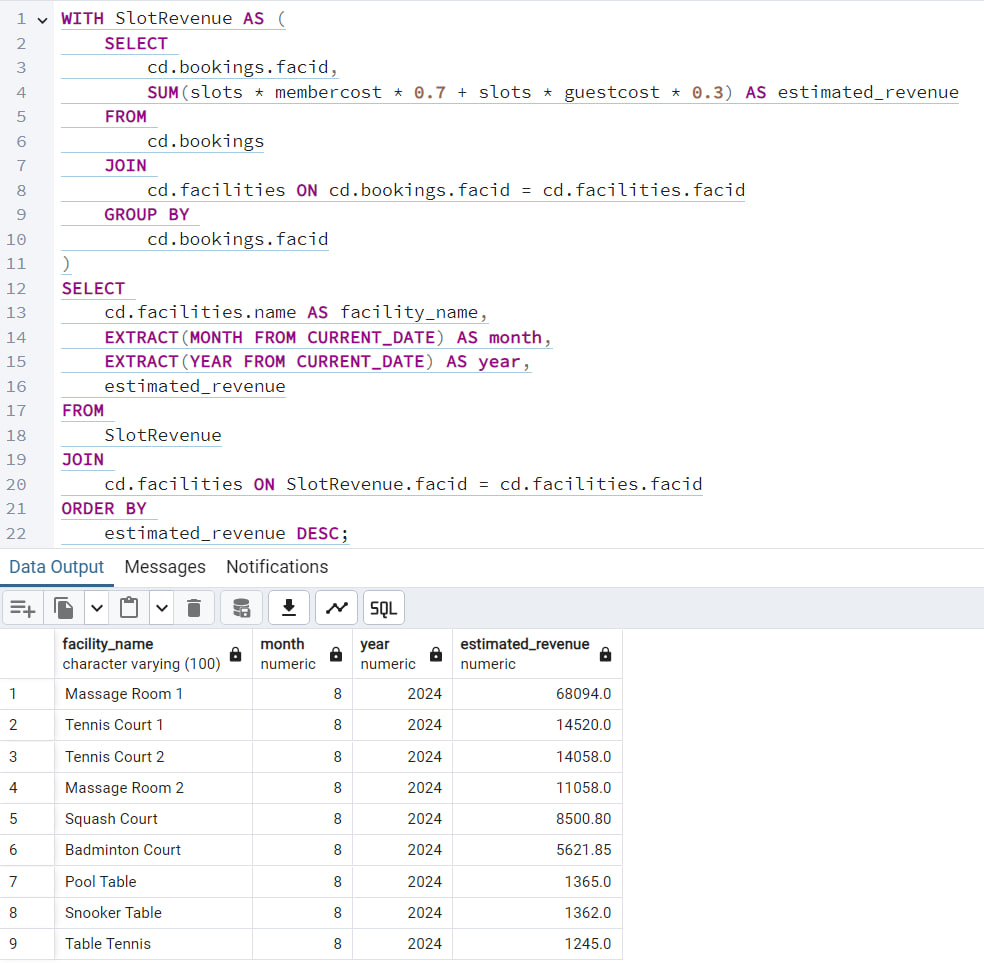 1 WITH SlotRevenue AS (
2 SELECT
3 cd.bookings.facid,
4 SUM(slots * membercost * 0.7 + slots * guestcost * 0.3) AS estimated_revenue
5 FROM
6 cd.bookings
7 JOIN
8 cd.facilities ON cd.bookings.facid = cd.facilities.facid
9 GROUP BY
10 cd.bookings.facid
11 )
12 SELECT
13 cd.facilities.name AS facility_name,
14 EXTRACT(MONTH FROM CURRENT_DATE) AS month,
15 EXTRACT(YEAR FROM CURRENT_DATE) AS year,
16 estimated_revenue
17 FROM
18 SlotRevenue
19 JOIN
20 cd.facilities ON SlotRevenue.facid = cd.facilities.facid
21 ORDER BY
22 estimated_revenue DESC;
Data Output Messages Notifications
SQL
facility_name month year estimated_revenue
character varying (100) numeric numeric numeric
1 Massage Room 1 8 2024 68094.0
2 Tennis Court 1 8 2024 14520.0
3 Tennis Court 2 8 2024 14058.0
4 Massage Room 2 8 2024 11058.0
5 Squash Court 8 2024 8500.80
6 Badminton Court 8 2024 5621.85
7 Pool Table 8 2024 1365.0
8 Snooker Table 8 2024 1362.0
9 Table Tennis 8 2024 1245.0